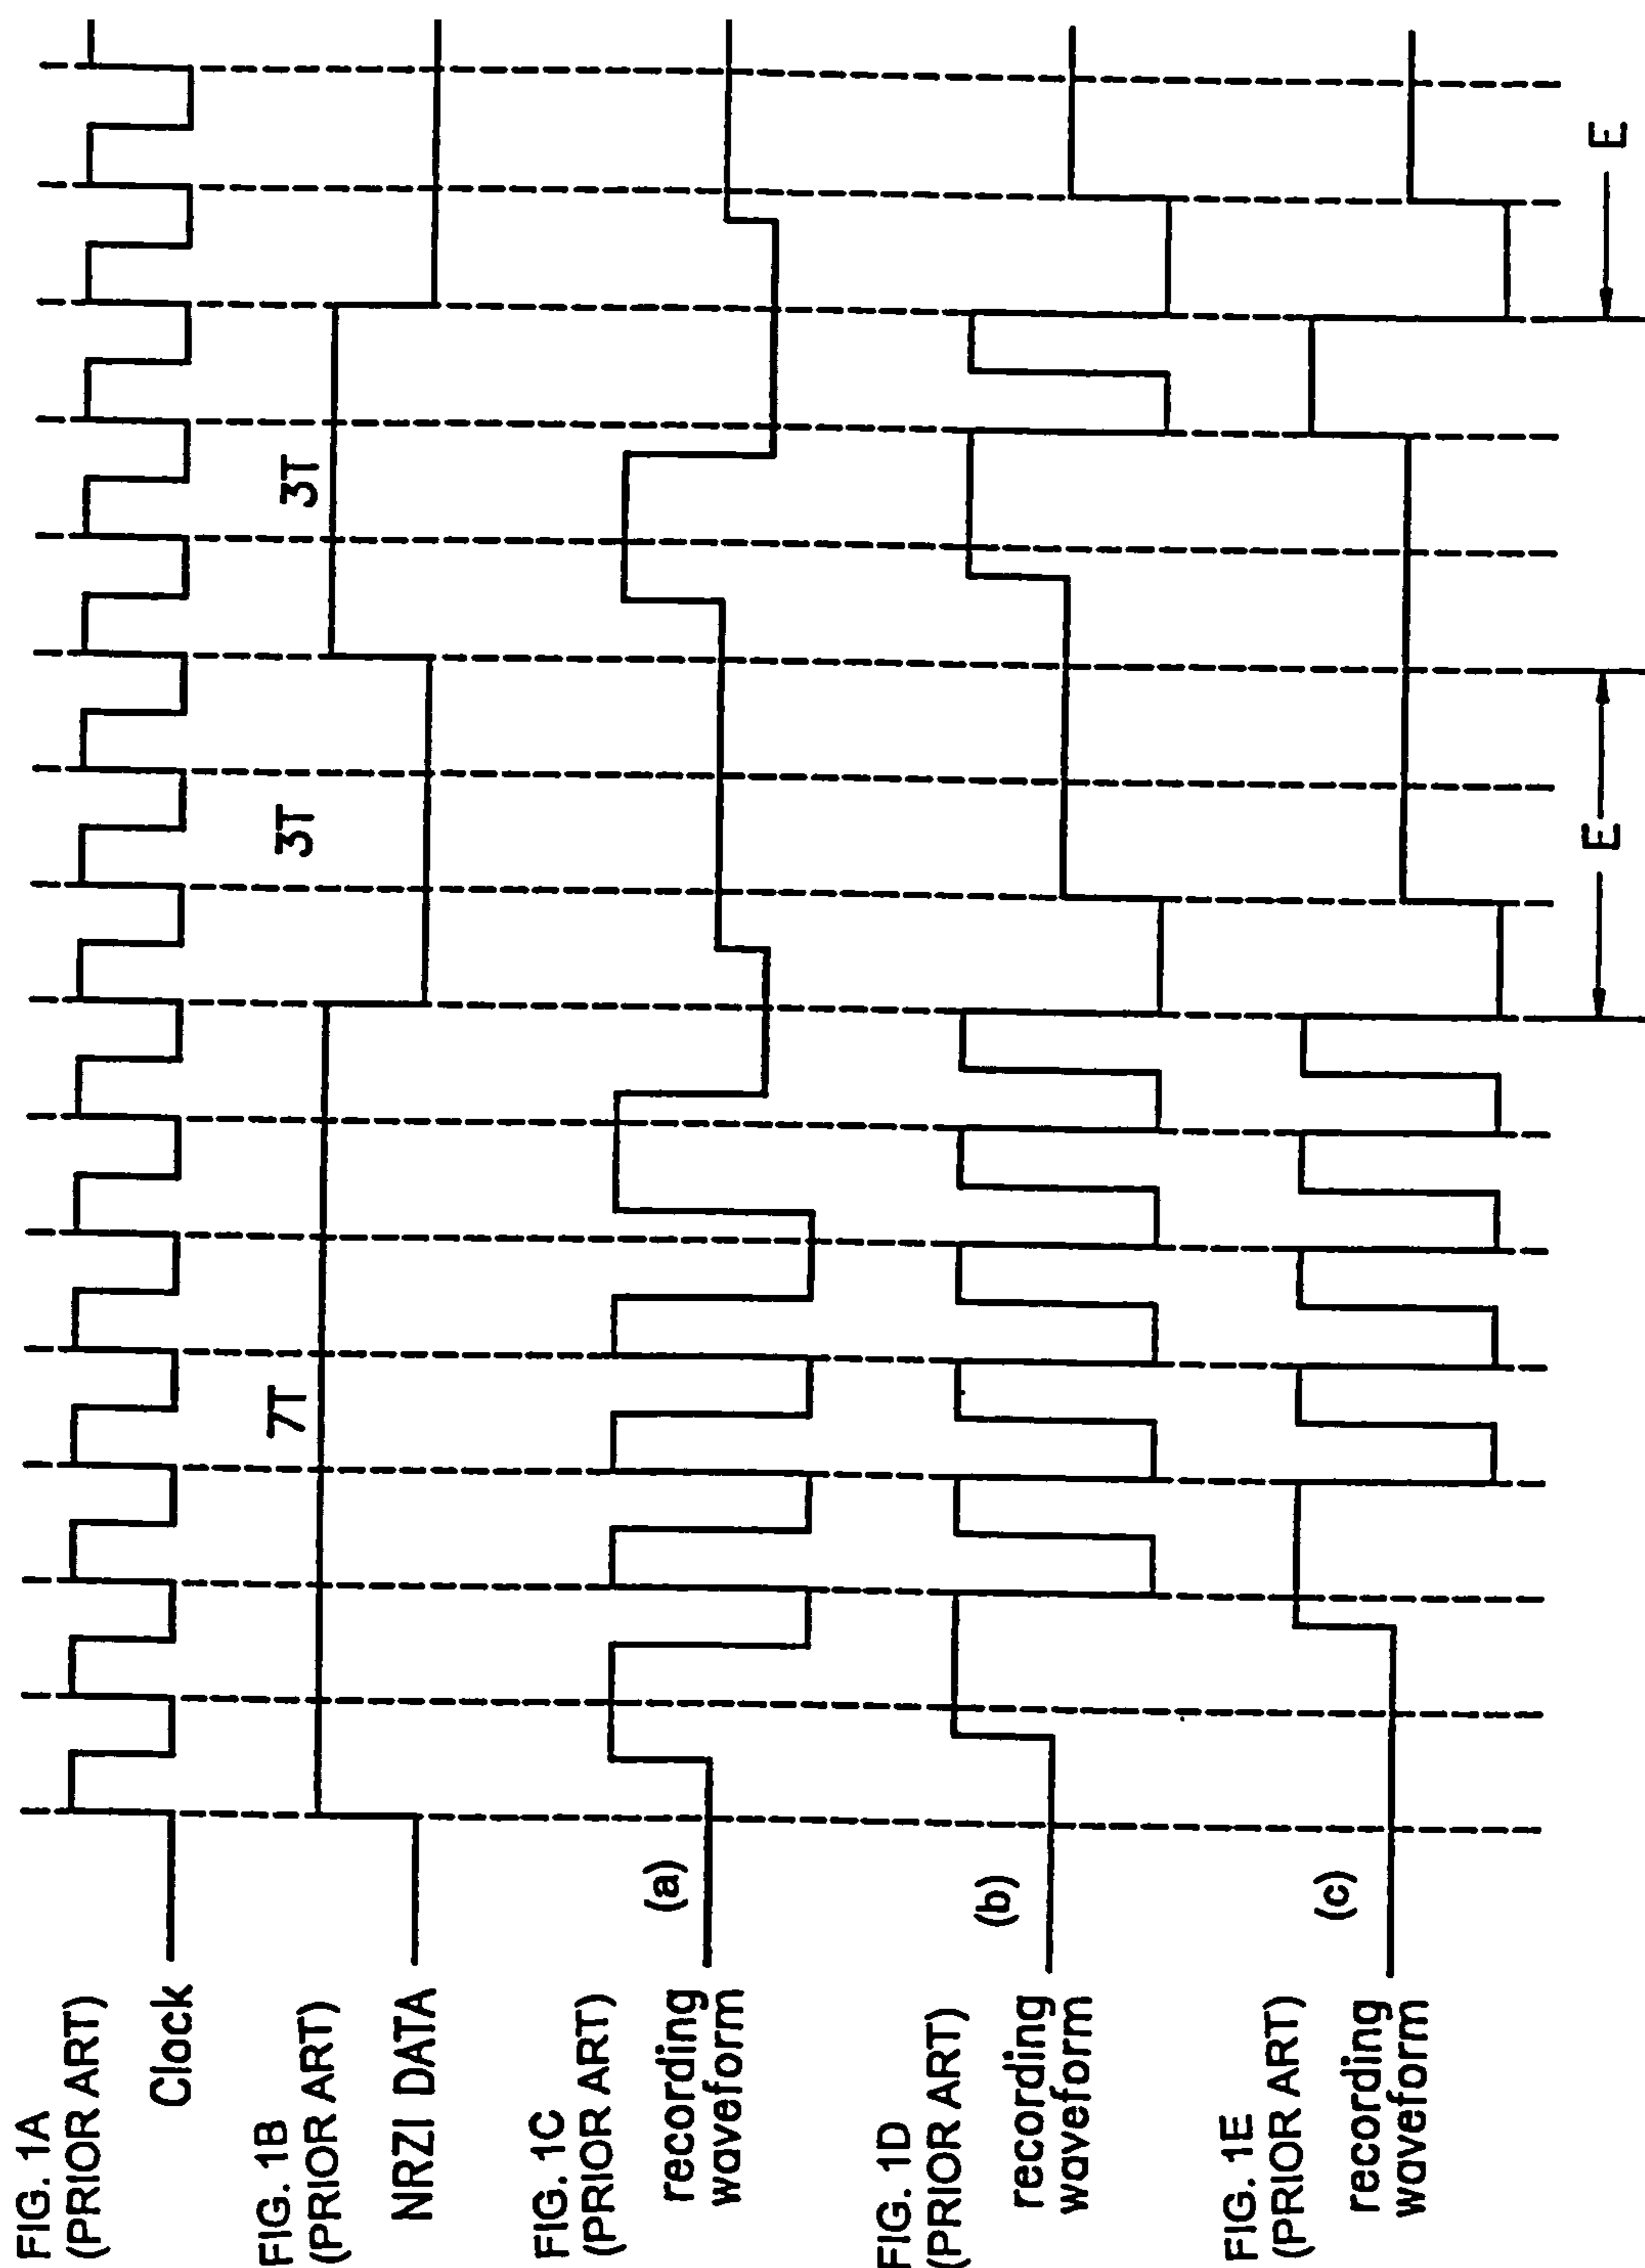 FIG. 1A
(PRIOR ART)
Clock
FIG. 1B
(PRIOR ART)
NRZI DATA
7T
3T
3T
FIG. 1C
(PRIOR ART)
recording
waveform
(a)
FIG. 1D
(PRIOR ART)
recording
waveform
(b)
FIG. 1E
(PRIOR ART)
recording
waveform
(c)
E
E